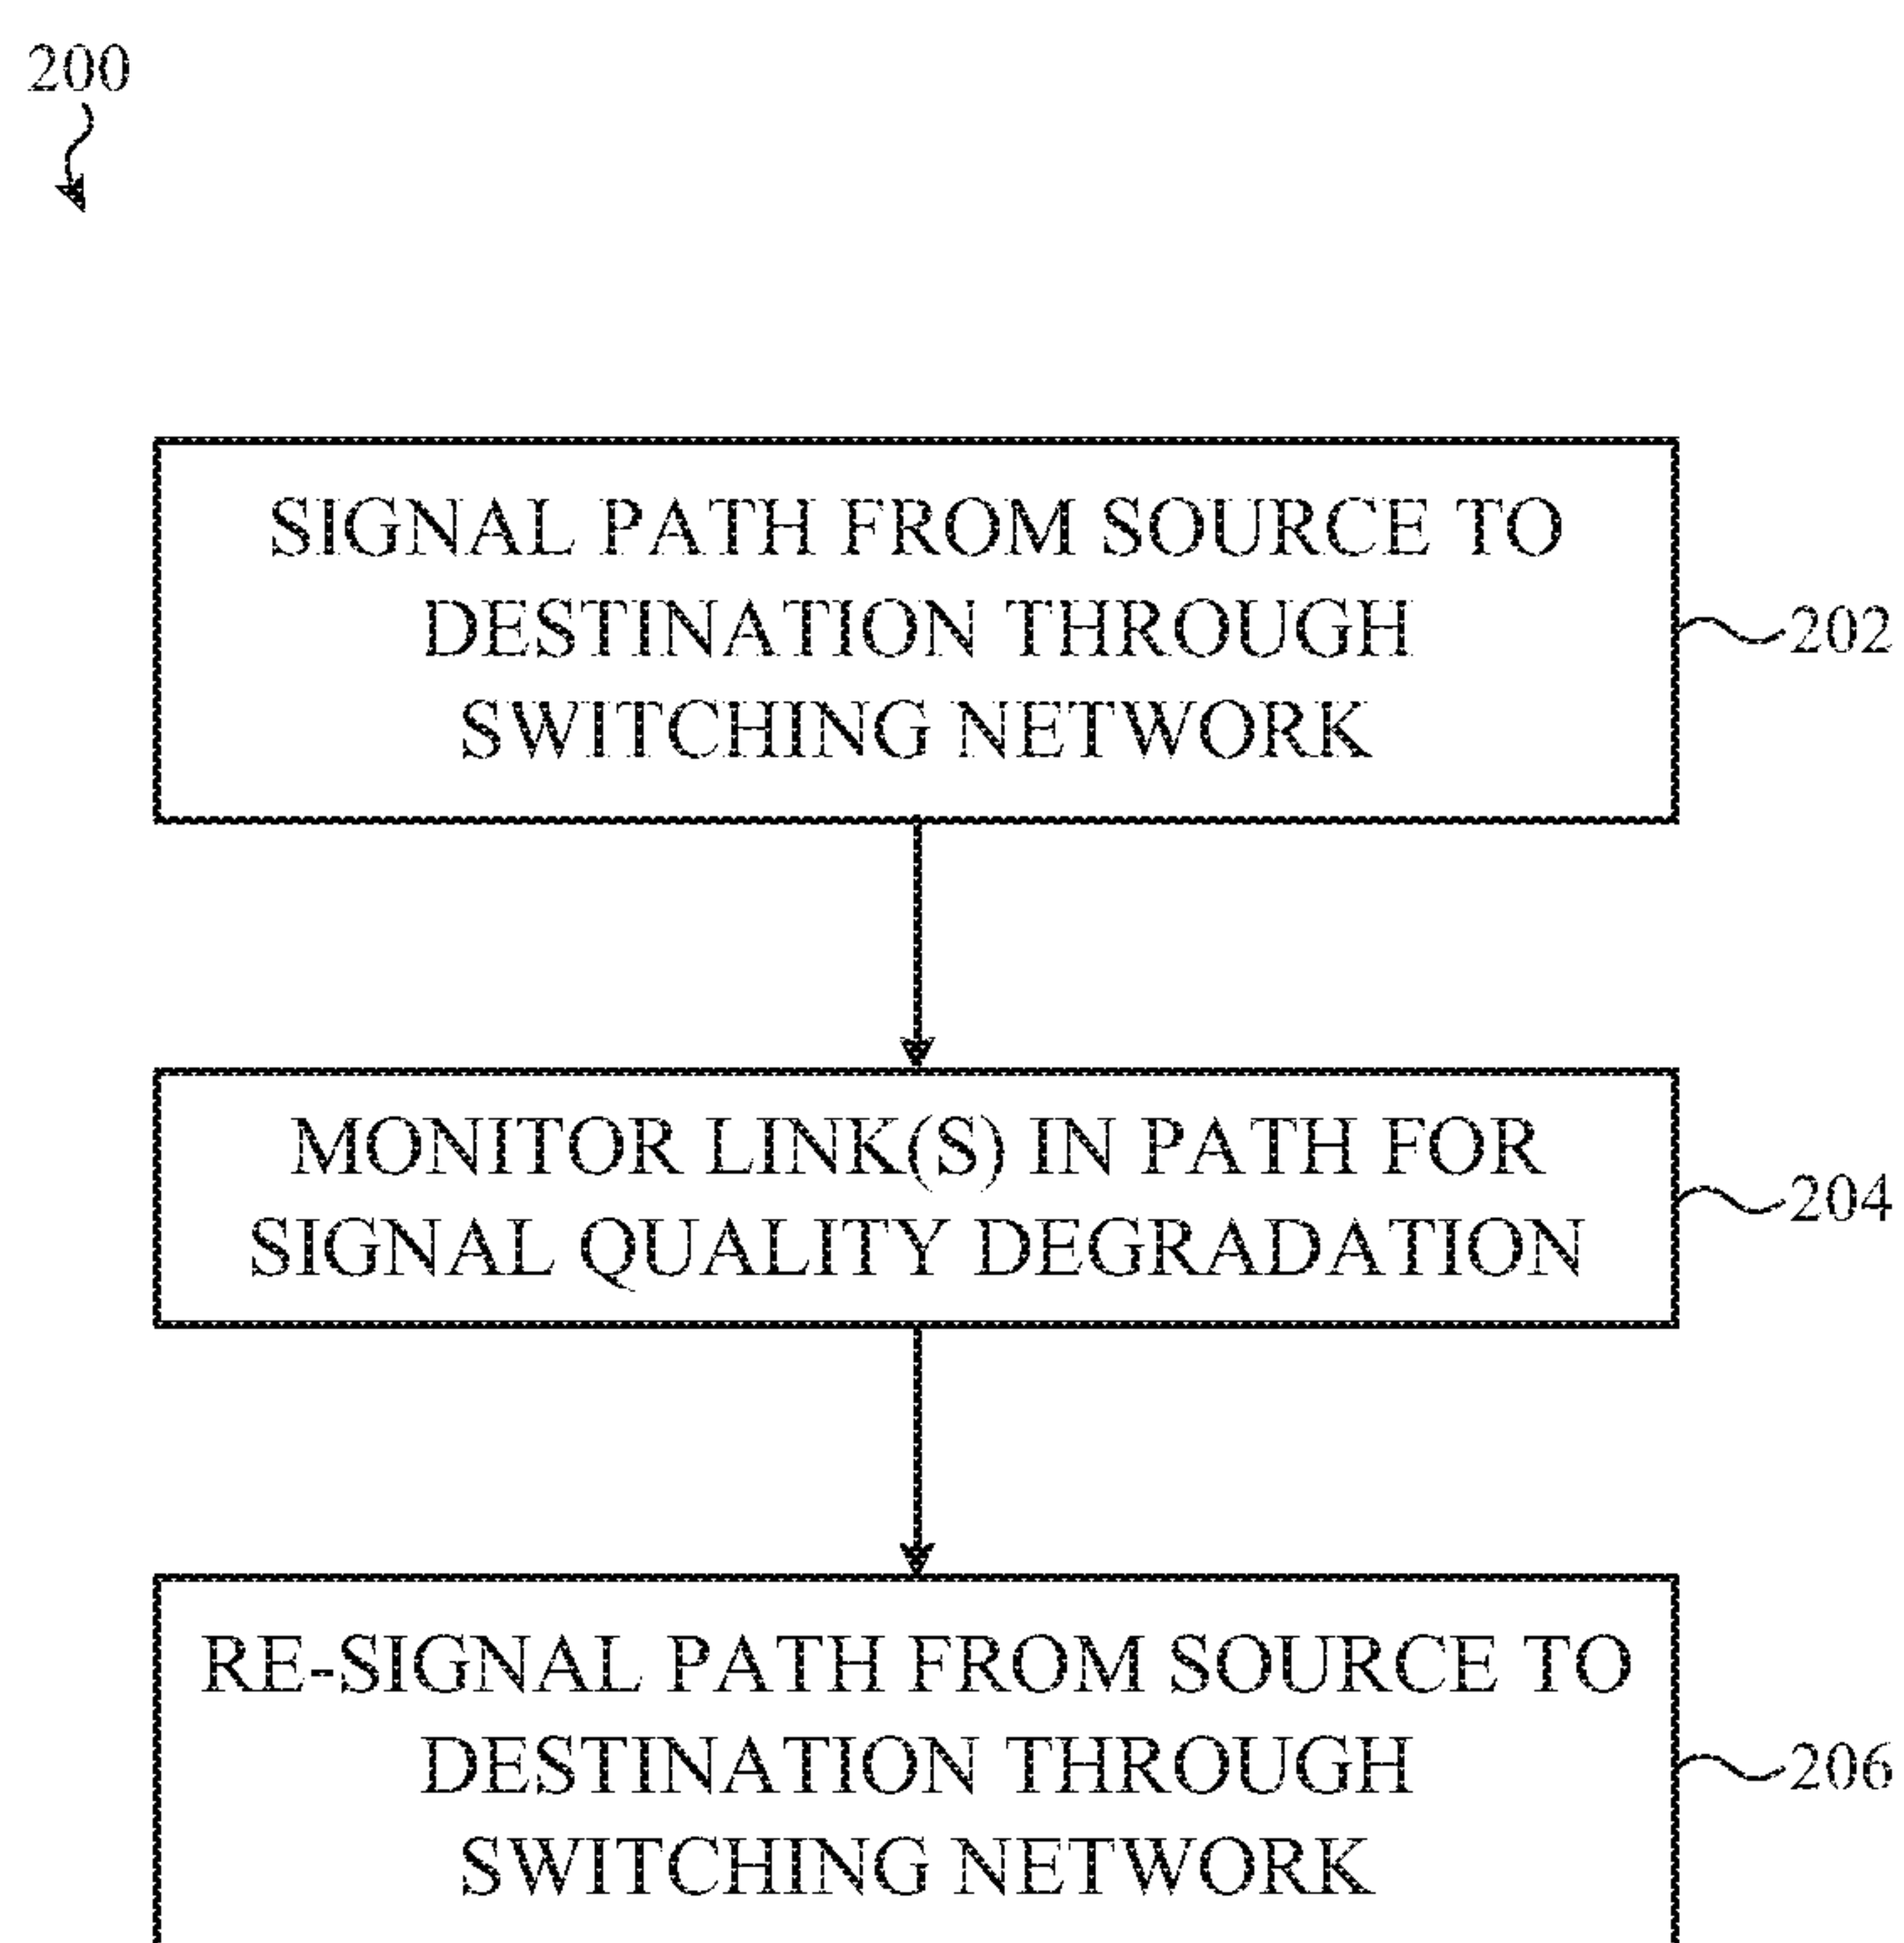 200
SIGNAL PATH FROM SOURCE TO
DESTINATION THROUGH
SWITCHING NETWORK
202
MONITOR LINK(S) IN PATH FOR
SIGNAL QUALITY DEGRADATION
204
RE-SIGNAL PATH FROM SOURCE TO
DESTINATION THROUGH
SWITCHING NETWORK
206